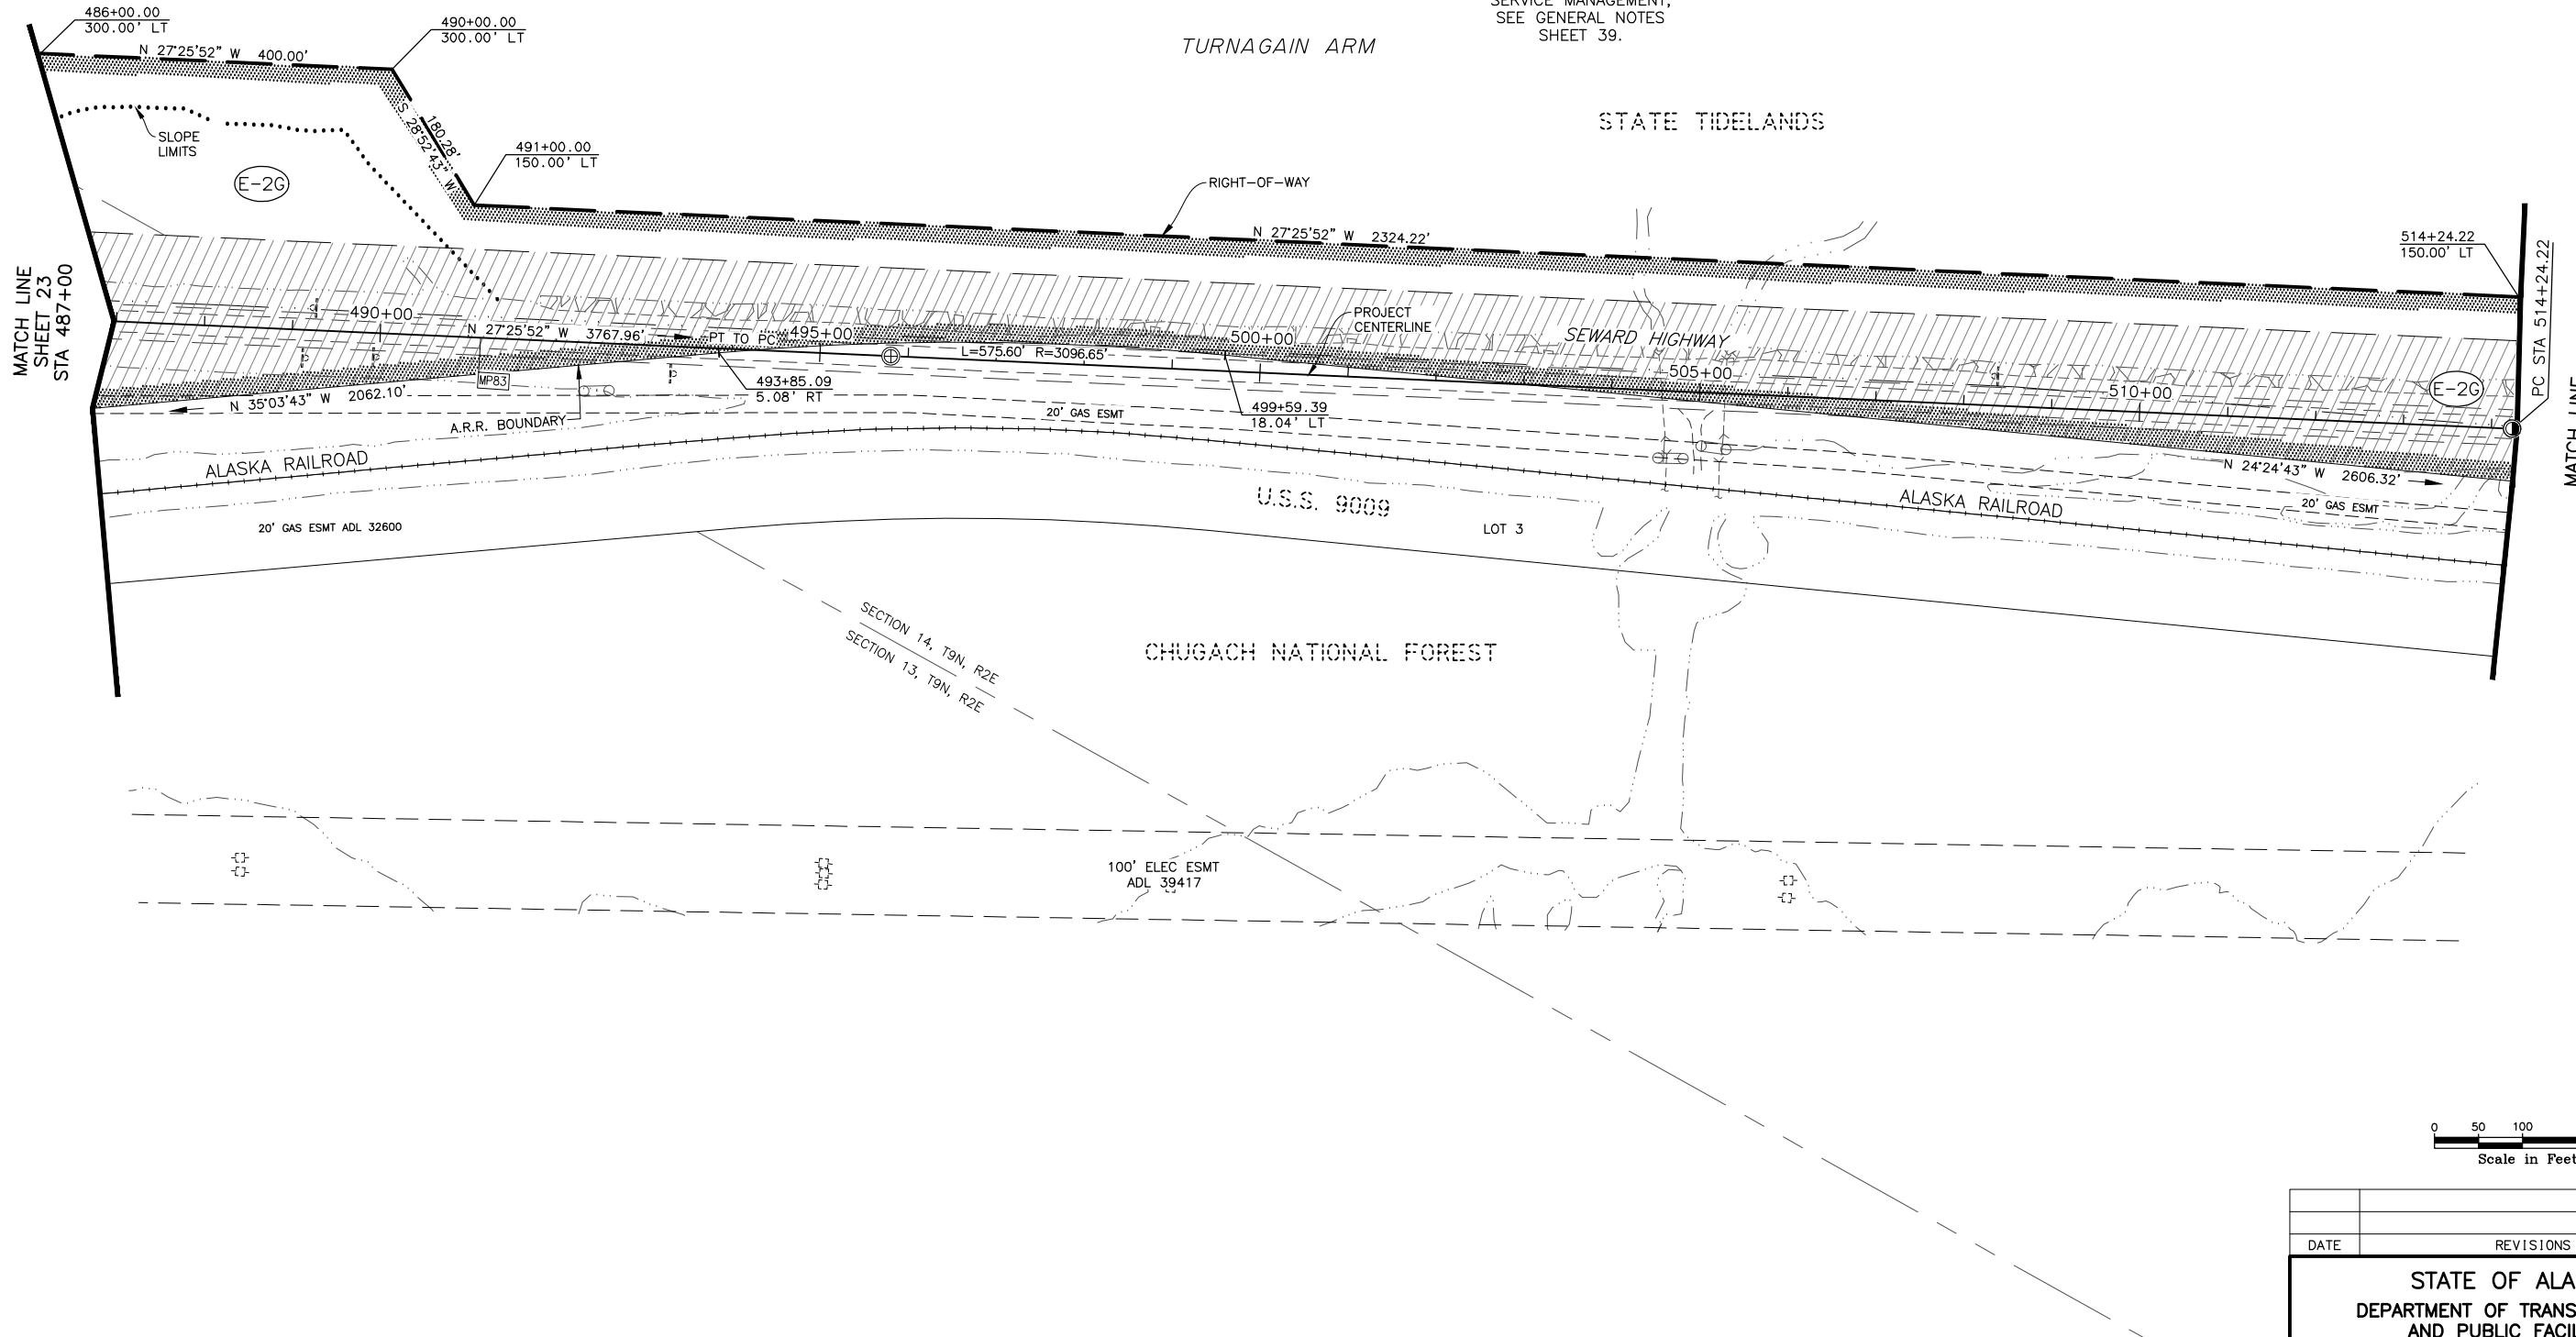 486+00.00
300.00' LT
490+00.00
300.00' LT
N 27°25'52" W 400.00'
SERVICE MANAGEMENT,
SEE GENERAL NOTES
SHEET 39.
TURNAGAIN ARM
STATE TIDELANDS
SLOPE
LIMITS
E-2G
S 28°52'43" W
180.28'
491+00.00
150.00' LT
RIGHT-OF-WAY
N 27°25'52" W 2324.22'
514+24.22
150.00' LT
PC STA 514+24.22
MATCH LINE
SHEET 23
STA 487+00
490+00
N 27°25'52" W 3767.96'
PT TO PC
495+00
L=575.60' R=3096.65'
500+00
PROJECT
CENTERLINE
SEWARD HIGHWAY
505+00
510+00
E-2G
MATCH LINE
MP83
N 35°03'43" W 2062.10'
493+85.09
5.08' RT
499+59.39
18.04' LT
20' GAS ESMT
A.R.R. BOUNDARY
ALASKA RAILROAD
N 24°24'43" W 2606.32'
20' GAS ESMT
ALASKA RAILROAD
U.S.S. 9009
LOT 3
20' GAS ESMT ADL 32600
SECTION 14, T9N, R2E
SECTION 13, T9N, R2E
CHUGACH NATIONAL FOREST
100' ELEC ESMT
ADL 39417
0 50 100
Scale in Feet
DATE REVISIONS
STATE OF ALA
DEPARTMENT OF TRANS
AND PUBLIC FACIL